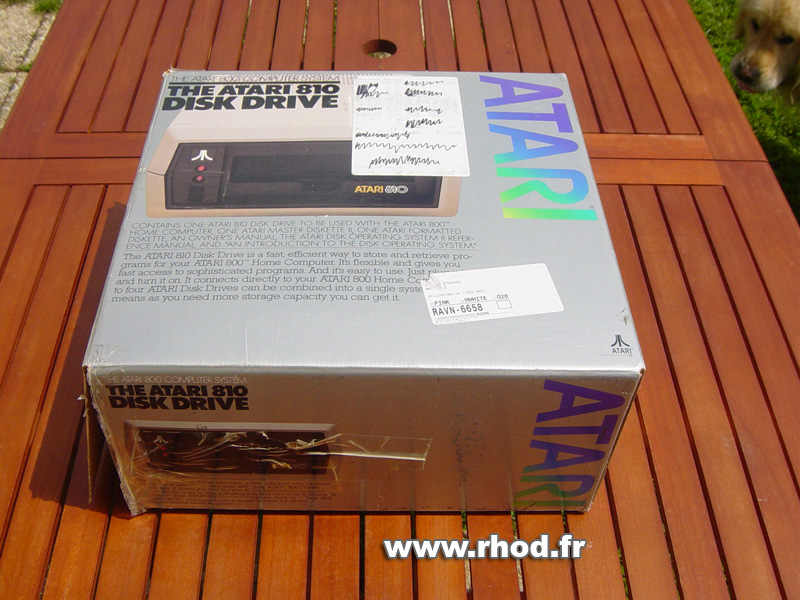 THE ATARI 800 COMPUTER SYSTEM
THE ATARI 810
DISK DRIVE
ATARI
ATARI 810
CONTAINS ONE ATARI 810 DISK DRIVE TO BE USED WITH THE ATARI 800™
HOME COMPUTER, ONE ATARI MASTER DISKETTE II, ONE ATARI FORMATTED
DISKETTE, AN OWNER'S MANUAL, THE ATARI DISK OPERATING SYSTEM II REFER-
ENCE MANUAL, AND "AN INTRODUCTION TO THE DISK OPERATING SYSTEM."
The ATARI 810 Disk Drive is a fast, efficient way to store and retrieve pro-
grams for your ATARI 800™ Home Computer. It's flexible and gives you
fast access to sophisticated programs. And it's easy to use. Just
and turn it on. It connects directly to your ATARI 800 Home
to four ATARI Disk Drives can be combined into a single
means as you need more storage capacity you can get it.
PINK WHITE 028
RAVN-6658
ATARI
THE ATARI 800 COMPUTER SYSTEM
THE ATARI 810
DISK DRIVE
ATARI
www.rhod.fr